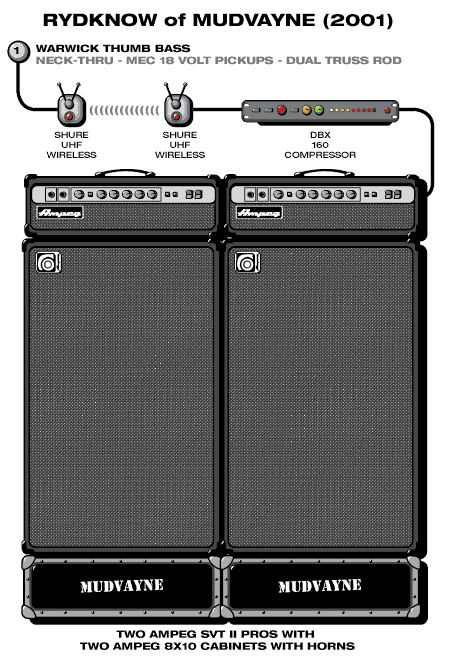 RYDKNOW of MUDVAYNE (2001)
1
WARWICK THUMB BASS
NECK-THRU - MEC 18 VOLT PICKUPS - DUAL TRUSS ROD
SHURE
UHF
WIRELESS
SHURE
UHF
WIRELESS
DBX
160
COMPRESSOR
Ampeg
Ampeg
MUDVAYNE
MUDVAYNE
TWO AMPEG SVT II PROS WITH
TWO AMPEG 8X10 CABINETS WITH HORNS